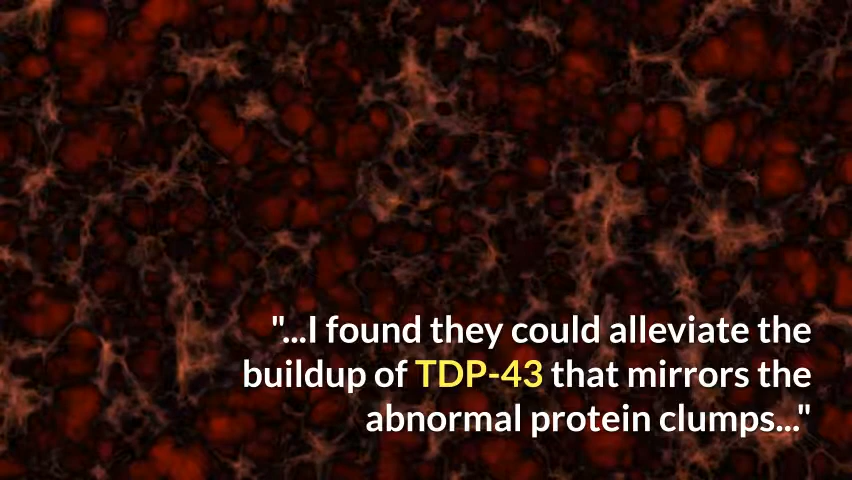 "...I found they could alleviate the
buildup of TDP-43 that mirrors the
abnormal protein clumps..."